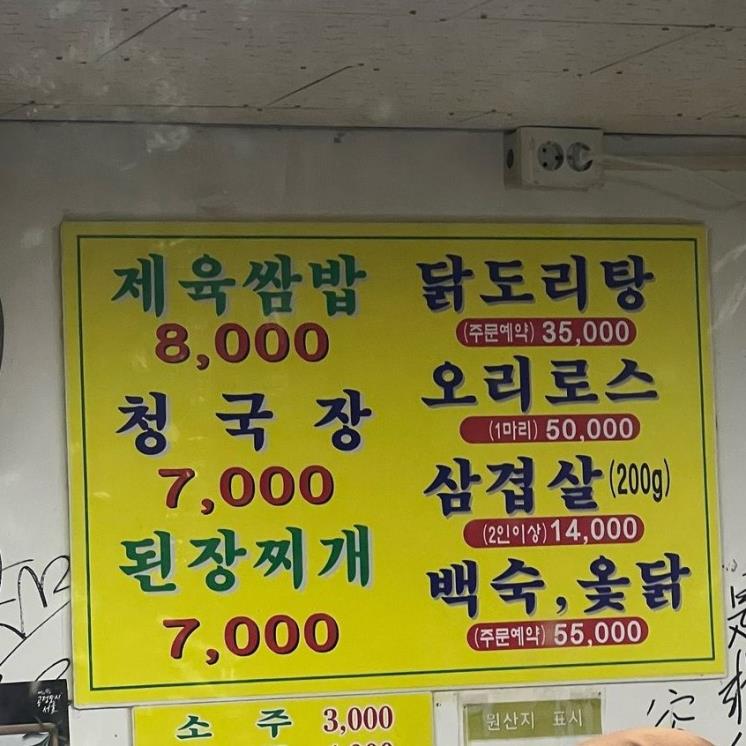 제육쌈밥
8,000
청국장
7,000
된장찌개
7,000
닭도리탕
(주문예약) 35,000
오리로스
(1마리) 50,000
삼겹살(200g)
(2인이상) 14,000
백숙, 옻닭
(주문예약) 55,000
소주 3,000
원산지 표시